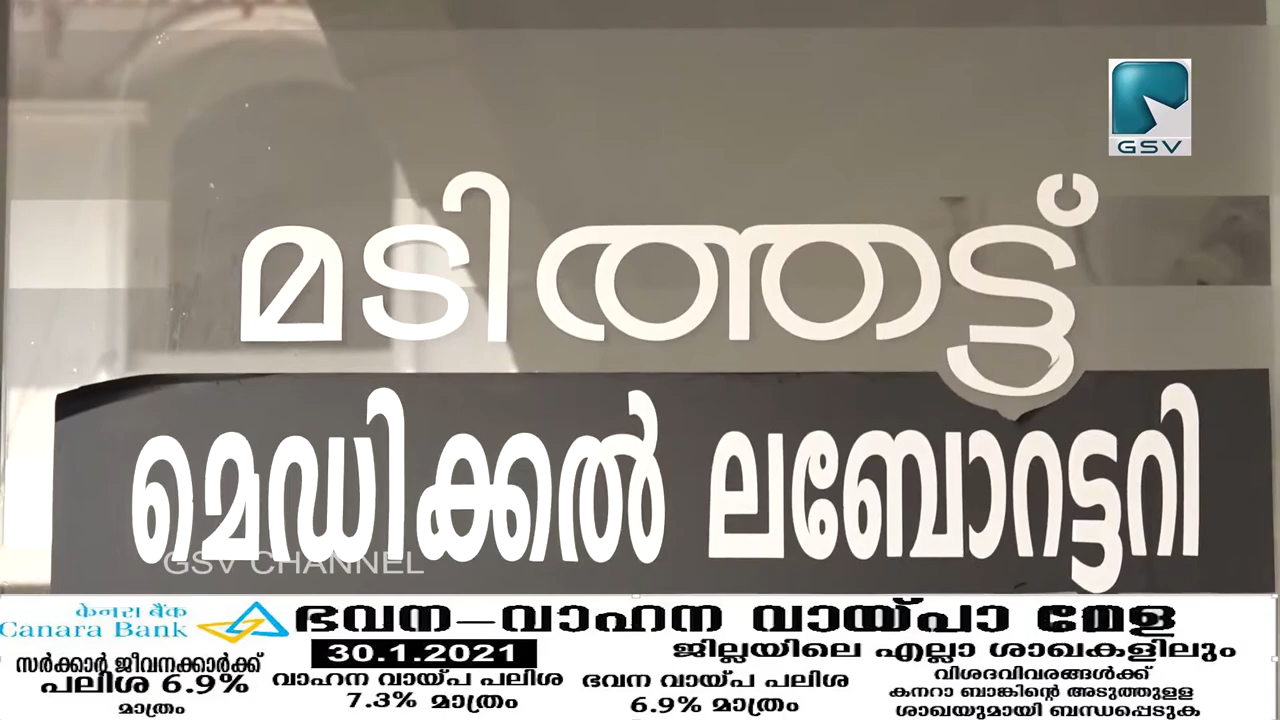 GSV
മടിത്തട്ട്
മെഡിക്കൽ ലബോറട്ടറി
GSV CHANNEL
केनरा बैंक
Canara Bank
ഭവന-വാഹന വായ്പാ മേള
30.1.2021
ജില്ലയിലെ എല്ലാ ശാഖകളിലും
സർക്കാർ ജീവനക്കാർക്ക്
പലിശ 6.9%
മാത്രം
വാഹന വായ്പ പലിശ
7.3% മാത്രം
ഭവന വായ്പ പലിശ
6.9% മാത്രം
വിശദവിവരങ്ങൾക്ക്
കനറാ ബാങ്കിന്റെ അടുത്തുളള
ശാഖയുമായി ബന്ധപ്പെടുക